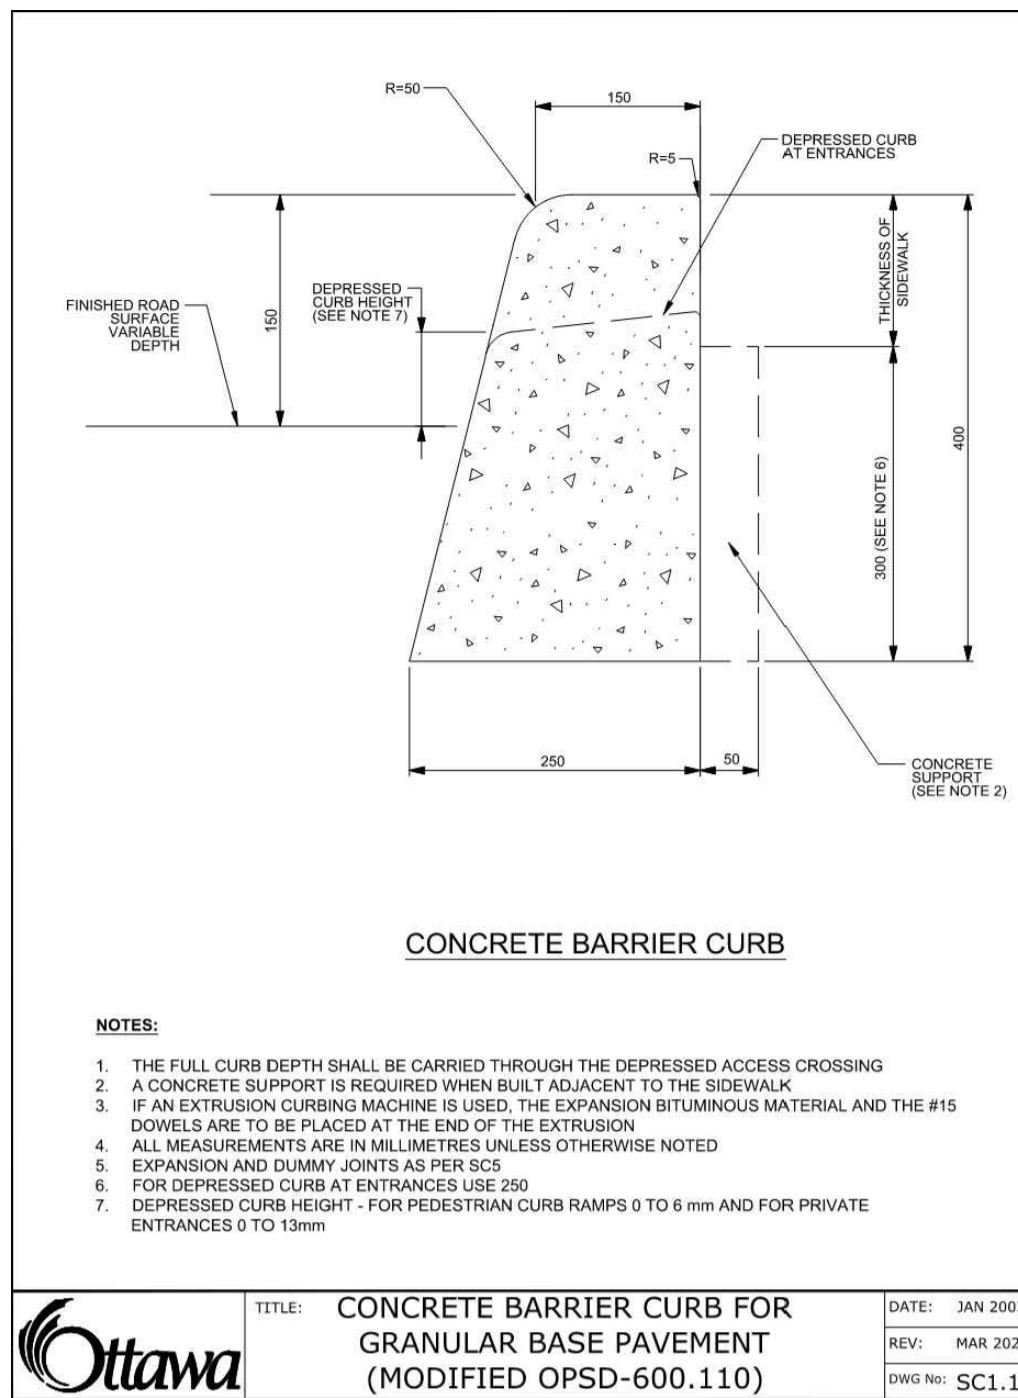 R=50
150
DEPRESSED CURB
AT ENTRANCES
R=5
THICKNESS OF
SIDEWALK
DEPRESSED
CURB HEIGHT
(SEE NOTE 7)
FINISHED ROAD
SURFACE
VARIABLE
DEPTH
150
400
300 (SEE NOTE 6)
250
50
CONCRETE
SUPPORT
(SEE NOTE 2)
CONCRETE BARRIER CURB
NOTES:
1. THE FULL CURB DEPTH SHALL BE CARRIED THROUGH THE DEPRESSED ACCESS CROSSING
2. A CONCRETE SUPPORT IS REQUIRED WHEN BUILT ADJACENT TO THE SIDEWALK
3. IF AN EXTRUSION CURBING MACHINE IS USED, THE EXPANSION BITUMINOUS MATERIAL AND THE #15
DOWELS ARE TO BE PLACED AT THE END OF THE EXTRUSION
4. ALL MEASUREMENTS ARE IN MILLIMETRES UNLESS OTHERWISE NOTED
5. EXPANSION AND DUMMY JOINTS AS PER SC5
6. FOR DEPRESSED CURB AT ENTRANCES USE 250
7. DEPRESSED CURB HEIGHT - FOR PEDESTRIAN CURB RAMPS 0 TO 6 mm AND FOR PRIVATE
ENTRANCES 0 TO 13mm
Ottawa
TITLE: CONCRETE BARRIER CURB FOR
GRANULAR BASE PAVEMENT
(MODIFIED OPSD-600.110)
DATE: JAN
REV: MAR
DWG No: SC1.1